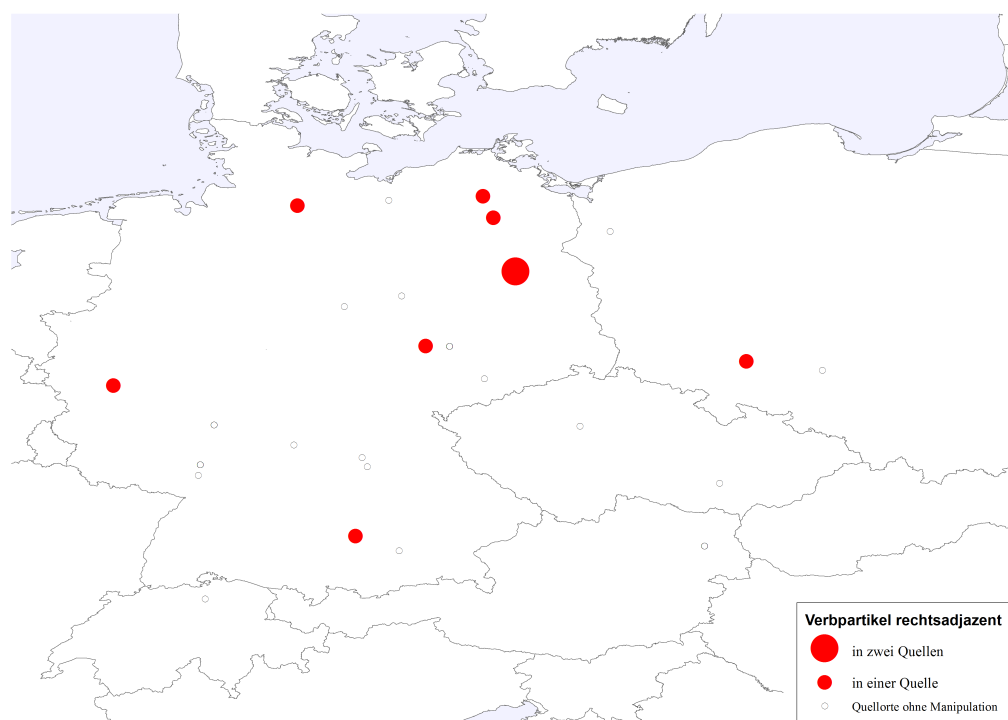 Verbpartikel rechtsadjazent
in zwei Quellen
in einer Quelle
Quellorte ohne Manipulation